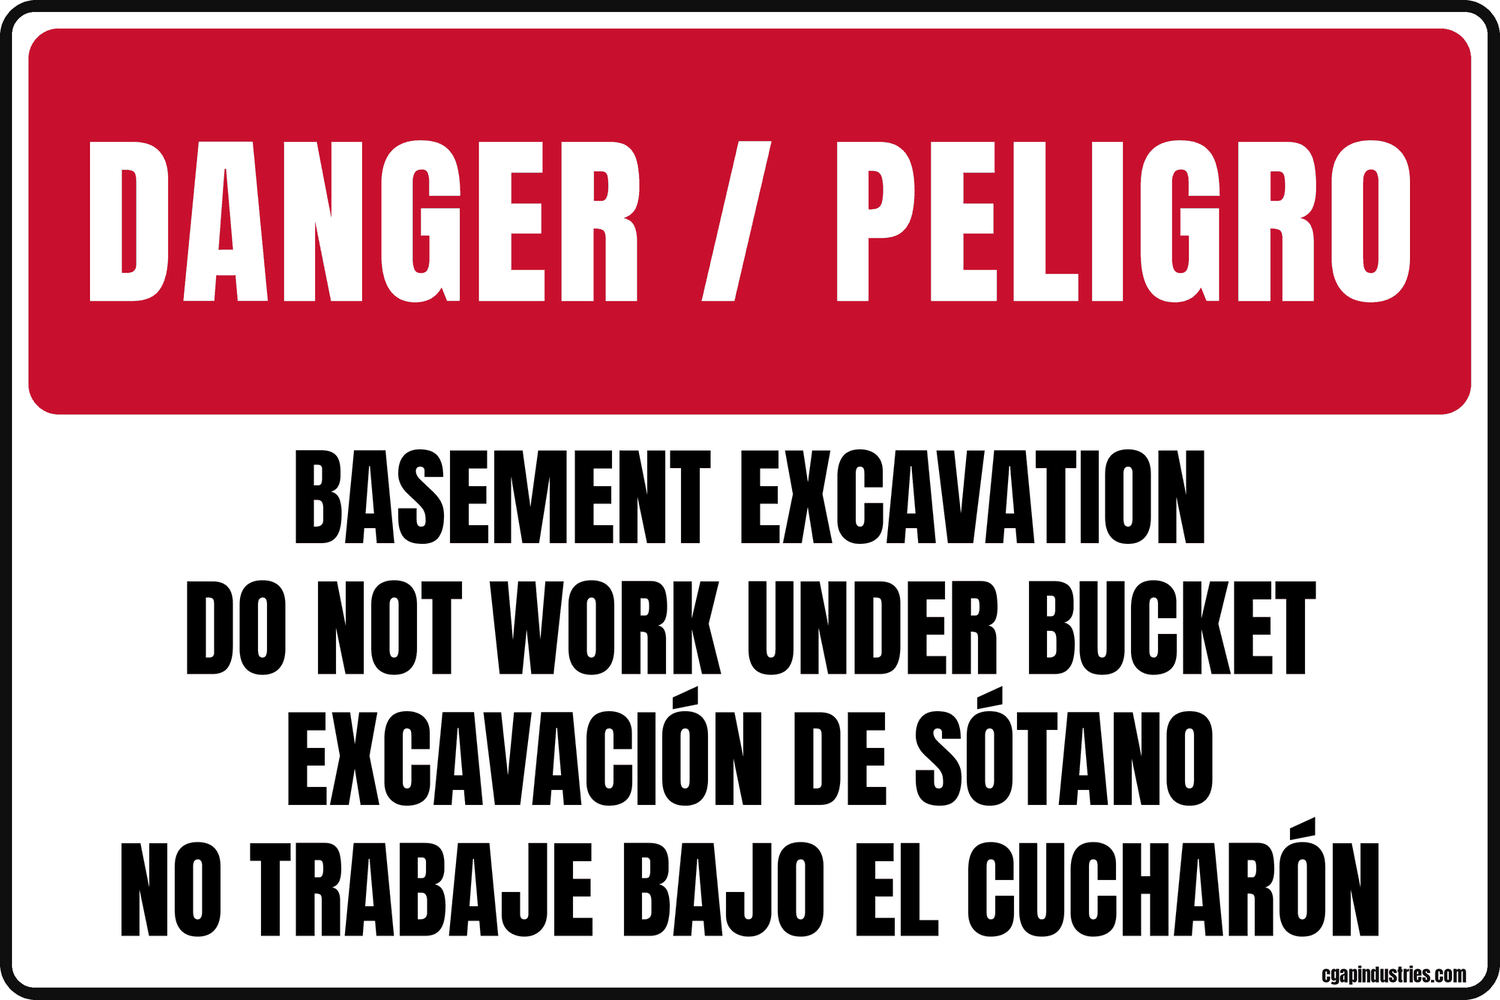 DANGER / PELIGRO
BASEMENT EXCAVATION
DO NOT WORK UNDER BUCKET
EXCAVACIÓN DE SÓTANO
NO TRABAJE BAJO EL CUCHARÓN
cgapindustries.com